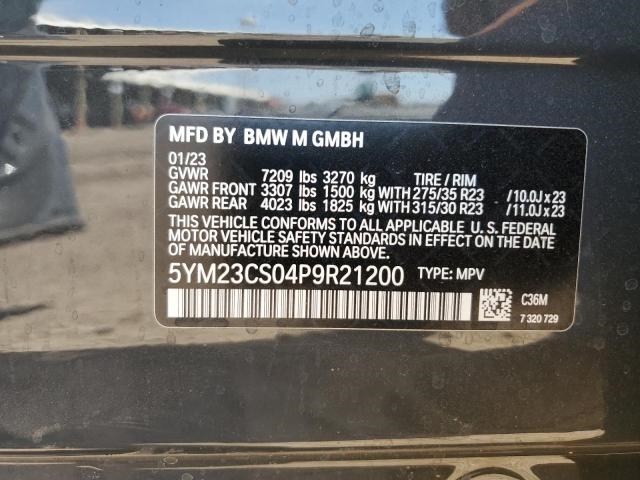 MFD BY BMW M GMBH
01/23
GVWR 7209 lbs 3270 kg TIRE / RIM
GAWR FRONT 3307 lbs 1500 kg WITH 275/35 R23 /10.0J x 23
GAWR REAR 4023 lbs 1825 kg WITH 315/30 R23 /11.0J x 23
THIS VEHICLE CONFORMS TO ALL APPLICABLE U. S. FEDERAL
MOTOR VEHICLE SAFETY STANDARDS IN EFFECT ON THE DATE
OF MANUFACTURE SHOWN ABOVE.
5YM23CS04P9R21200 TYPE: MPV
C36M
7 320 729